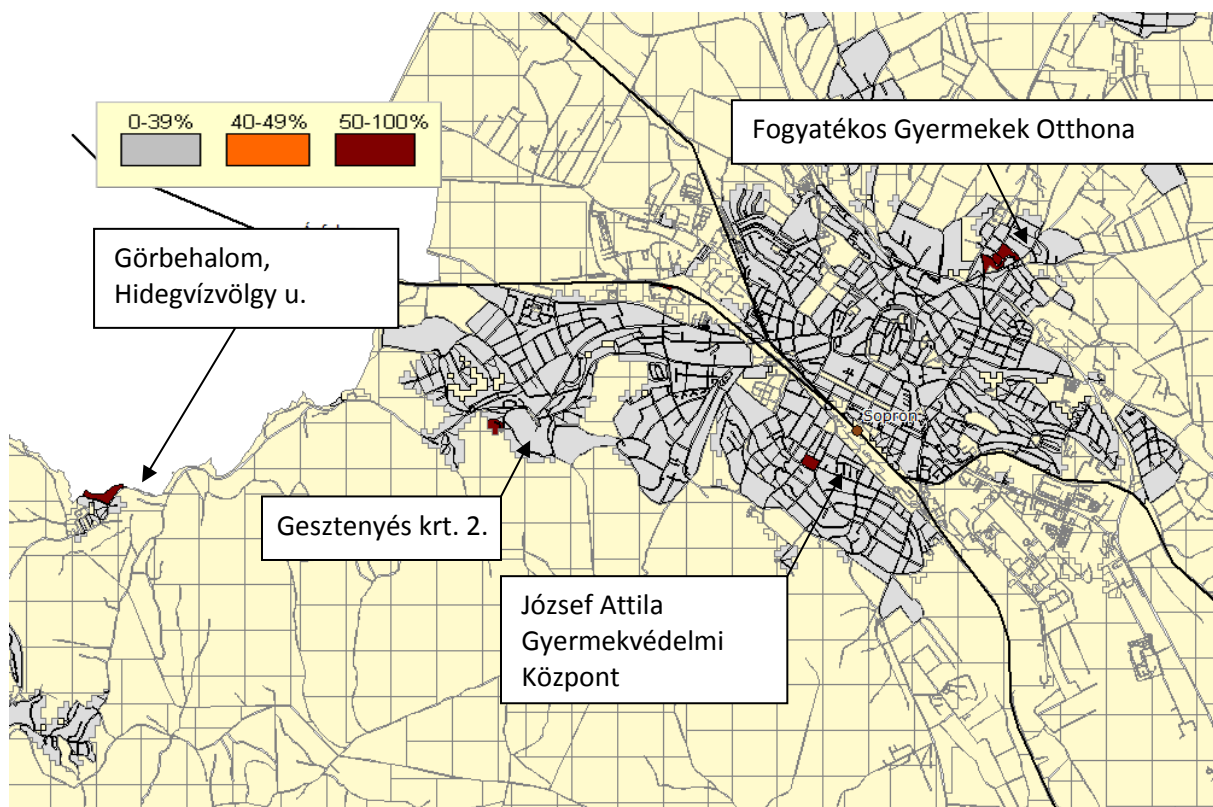 0-39%
40-49%
50-100%
Fogyatékos Gyermekek Otthona
Görbehalom,
Hidegvízvölgy u.
Sopron
Gesztenyés krt. 2.
József Attila
Gyermekvédelmi
Központ